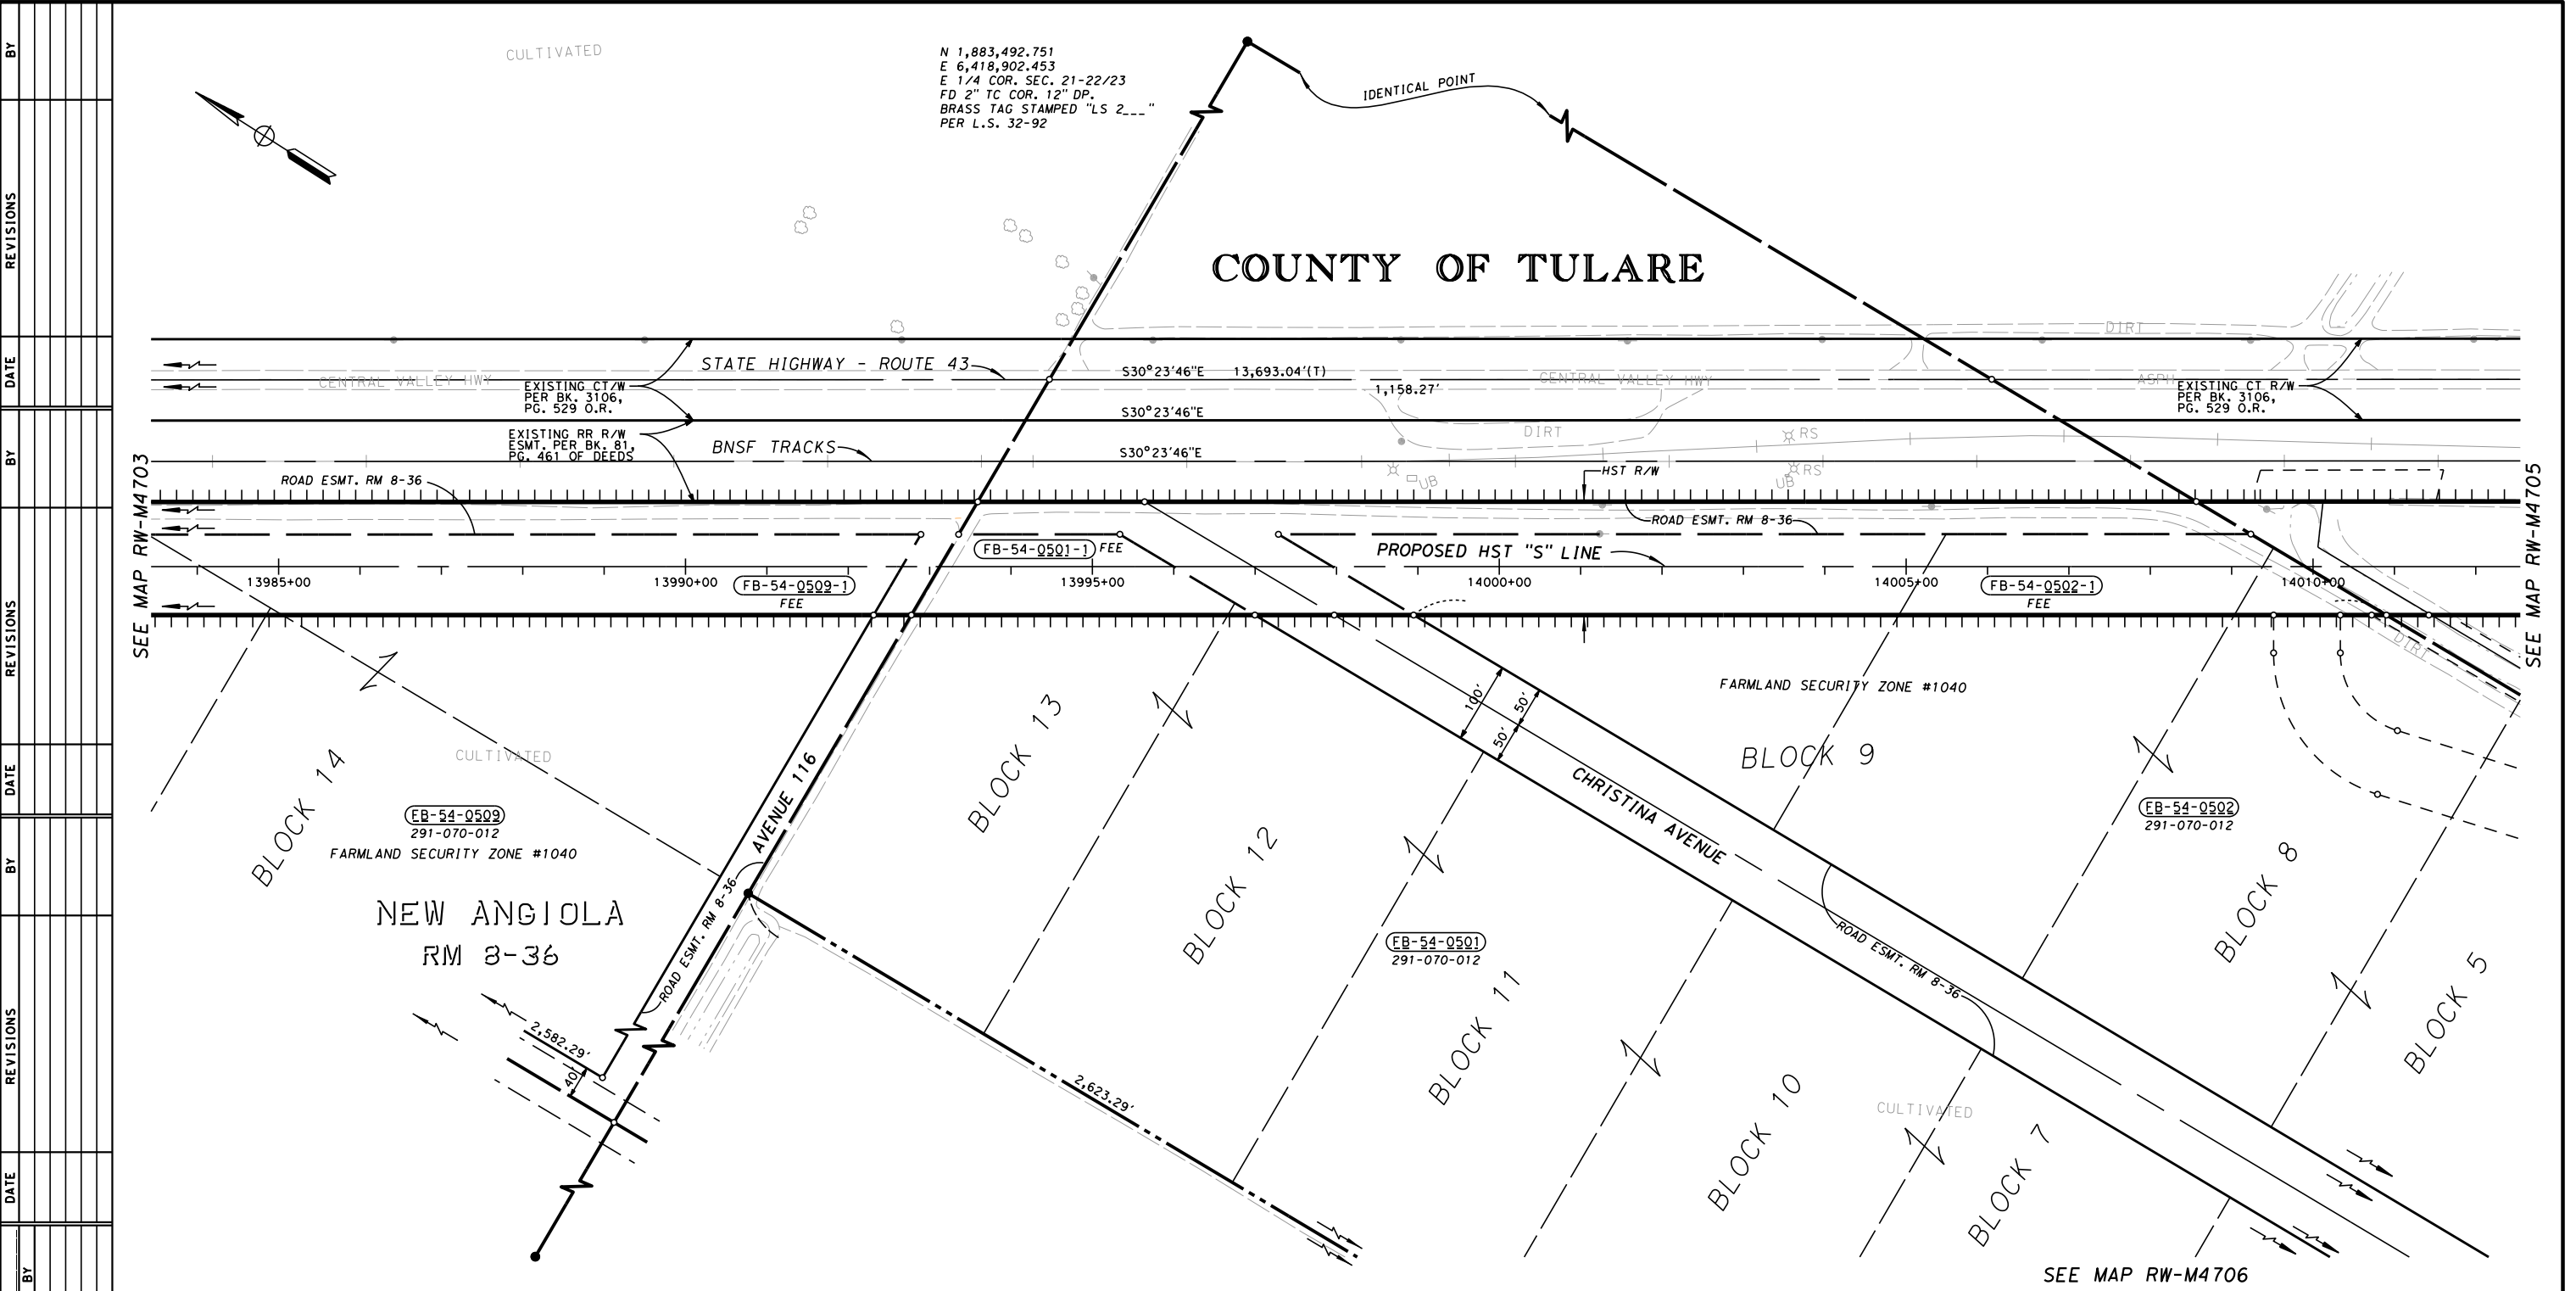 BY
REVISIONS
DATE
BY
REVISIONS
DATE
BY
REVISIONS
DATE
BY
CULTIVATED
N 1,883,492.751
E 6,418,902.453
E 1/4 COR. SEC. 21-22/23
FD 2" TC COR. 12" DP.
BRASS TAG STAMPED "LS 2___"
PER L.S. 32-92
IDENTICAL POINT
COUNTY OF TULARE
DIRT
STATE HIGHWAY - ROUTE 43
S30°23'46"E 13,693.04'(T)
CENTRAL VALLEY HWY
CENTRAL VALLEY HWY
ASPH
1,158.27'
EXISTING CT/W
PER BK. 3106,
PG. 529 O.R.
EXISTING CT R/W
PER BK. 3106,
PG. 529 O.R.
S30°23'46"E
EXISTING RR R/W
ESMT. PER BK. 81,
PG. 461 OF DEEDS
BNSF TRACKS
S30°23'46"E
DIRT
RS
RS
UB
UB
HST R/W
ROAD ESMT. RM 8-36
ROAD ESMT. RM 8-36
SEE MAP RW-M4703
SEE MAP RW-M4705
FB-54-0501-1 FEE
PROPOSED HST "S" LINE
13985+00
13990+00
13995+00
14000+00
14005+00
14010+00
FB-54-0509-1
FEE
FB-54-0502-1
FEE
DIRT
FARMLAND SECURITY ZONE #1040
100'
50'
50'
BLOCK 14
CULTIVATED
AVENUE 116
BLOCK 13
BLOCK 9
CHRISTINA AVENUE
FB-54-0509
291-070-012
FARMLAND SECURITY ZONE #1040
FB-54-0502
291-070-012
BLOCK 12
BLOCK 8
NEW ANGIOLA
RM 8-36
ROAD ESMT. RM 8-36
FB-54-0501
291-070-012
ROAD ESMT. RM 8-36
BLOCK 11
BLOCK 5
2,582.29'
40'
2,623.29'
BLOCK 10
CULTIVATED
BLOCK 7
SEE MAP RW-M4706